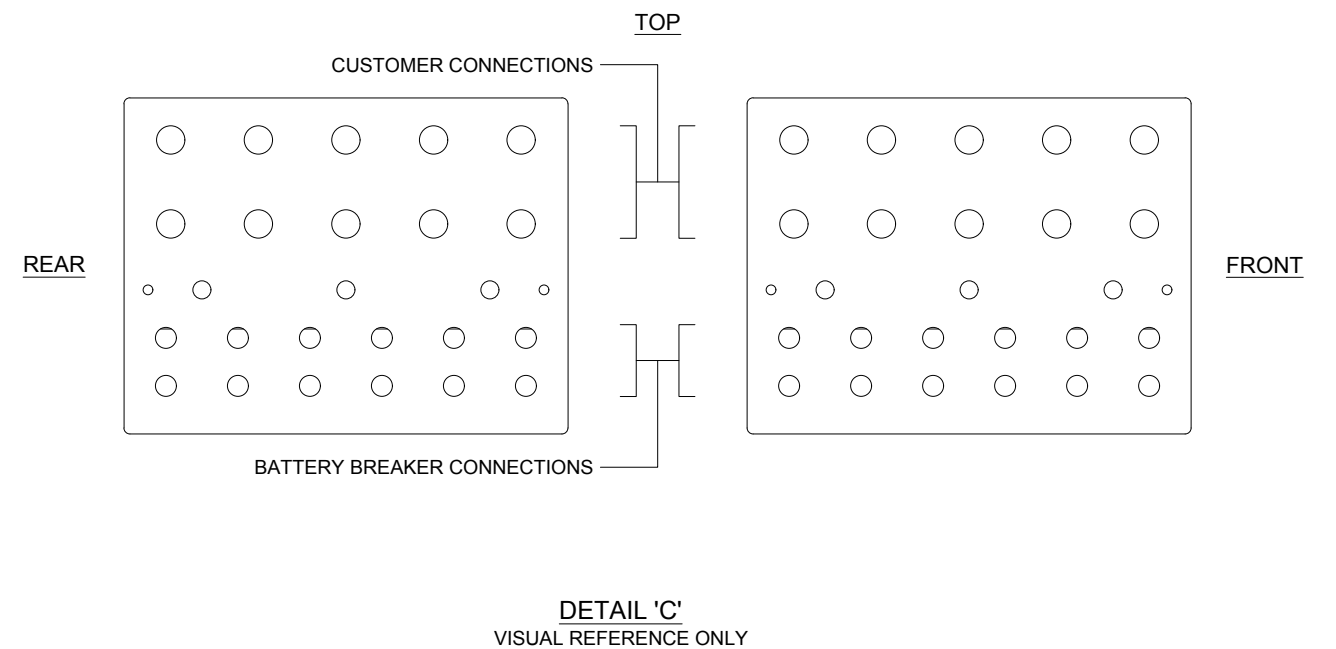 TOP
CUSTOMER CONNECTIONS
REAR
FRONT
BATTERY BREAKER CONNECTIONS
DETAIL 'C'
VISUAL REFERENCE ONLY